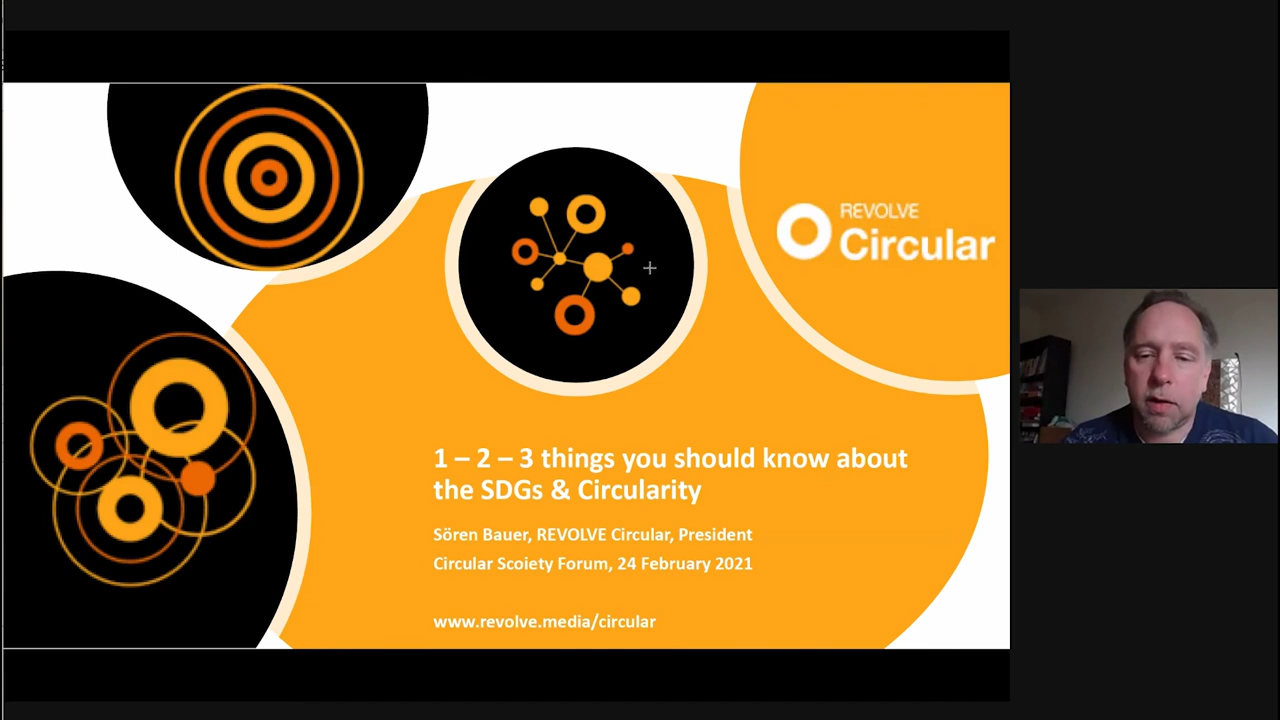 REVOLVE
Circular
1 – 2 – 3 things you should know about
the SDGs & Circularity
Sören Bauer, REVOLVE Circular, President
Circular Scoiety Forum, 24 February 2021
www.revolve.media/circular